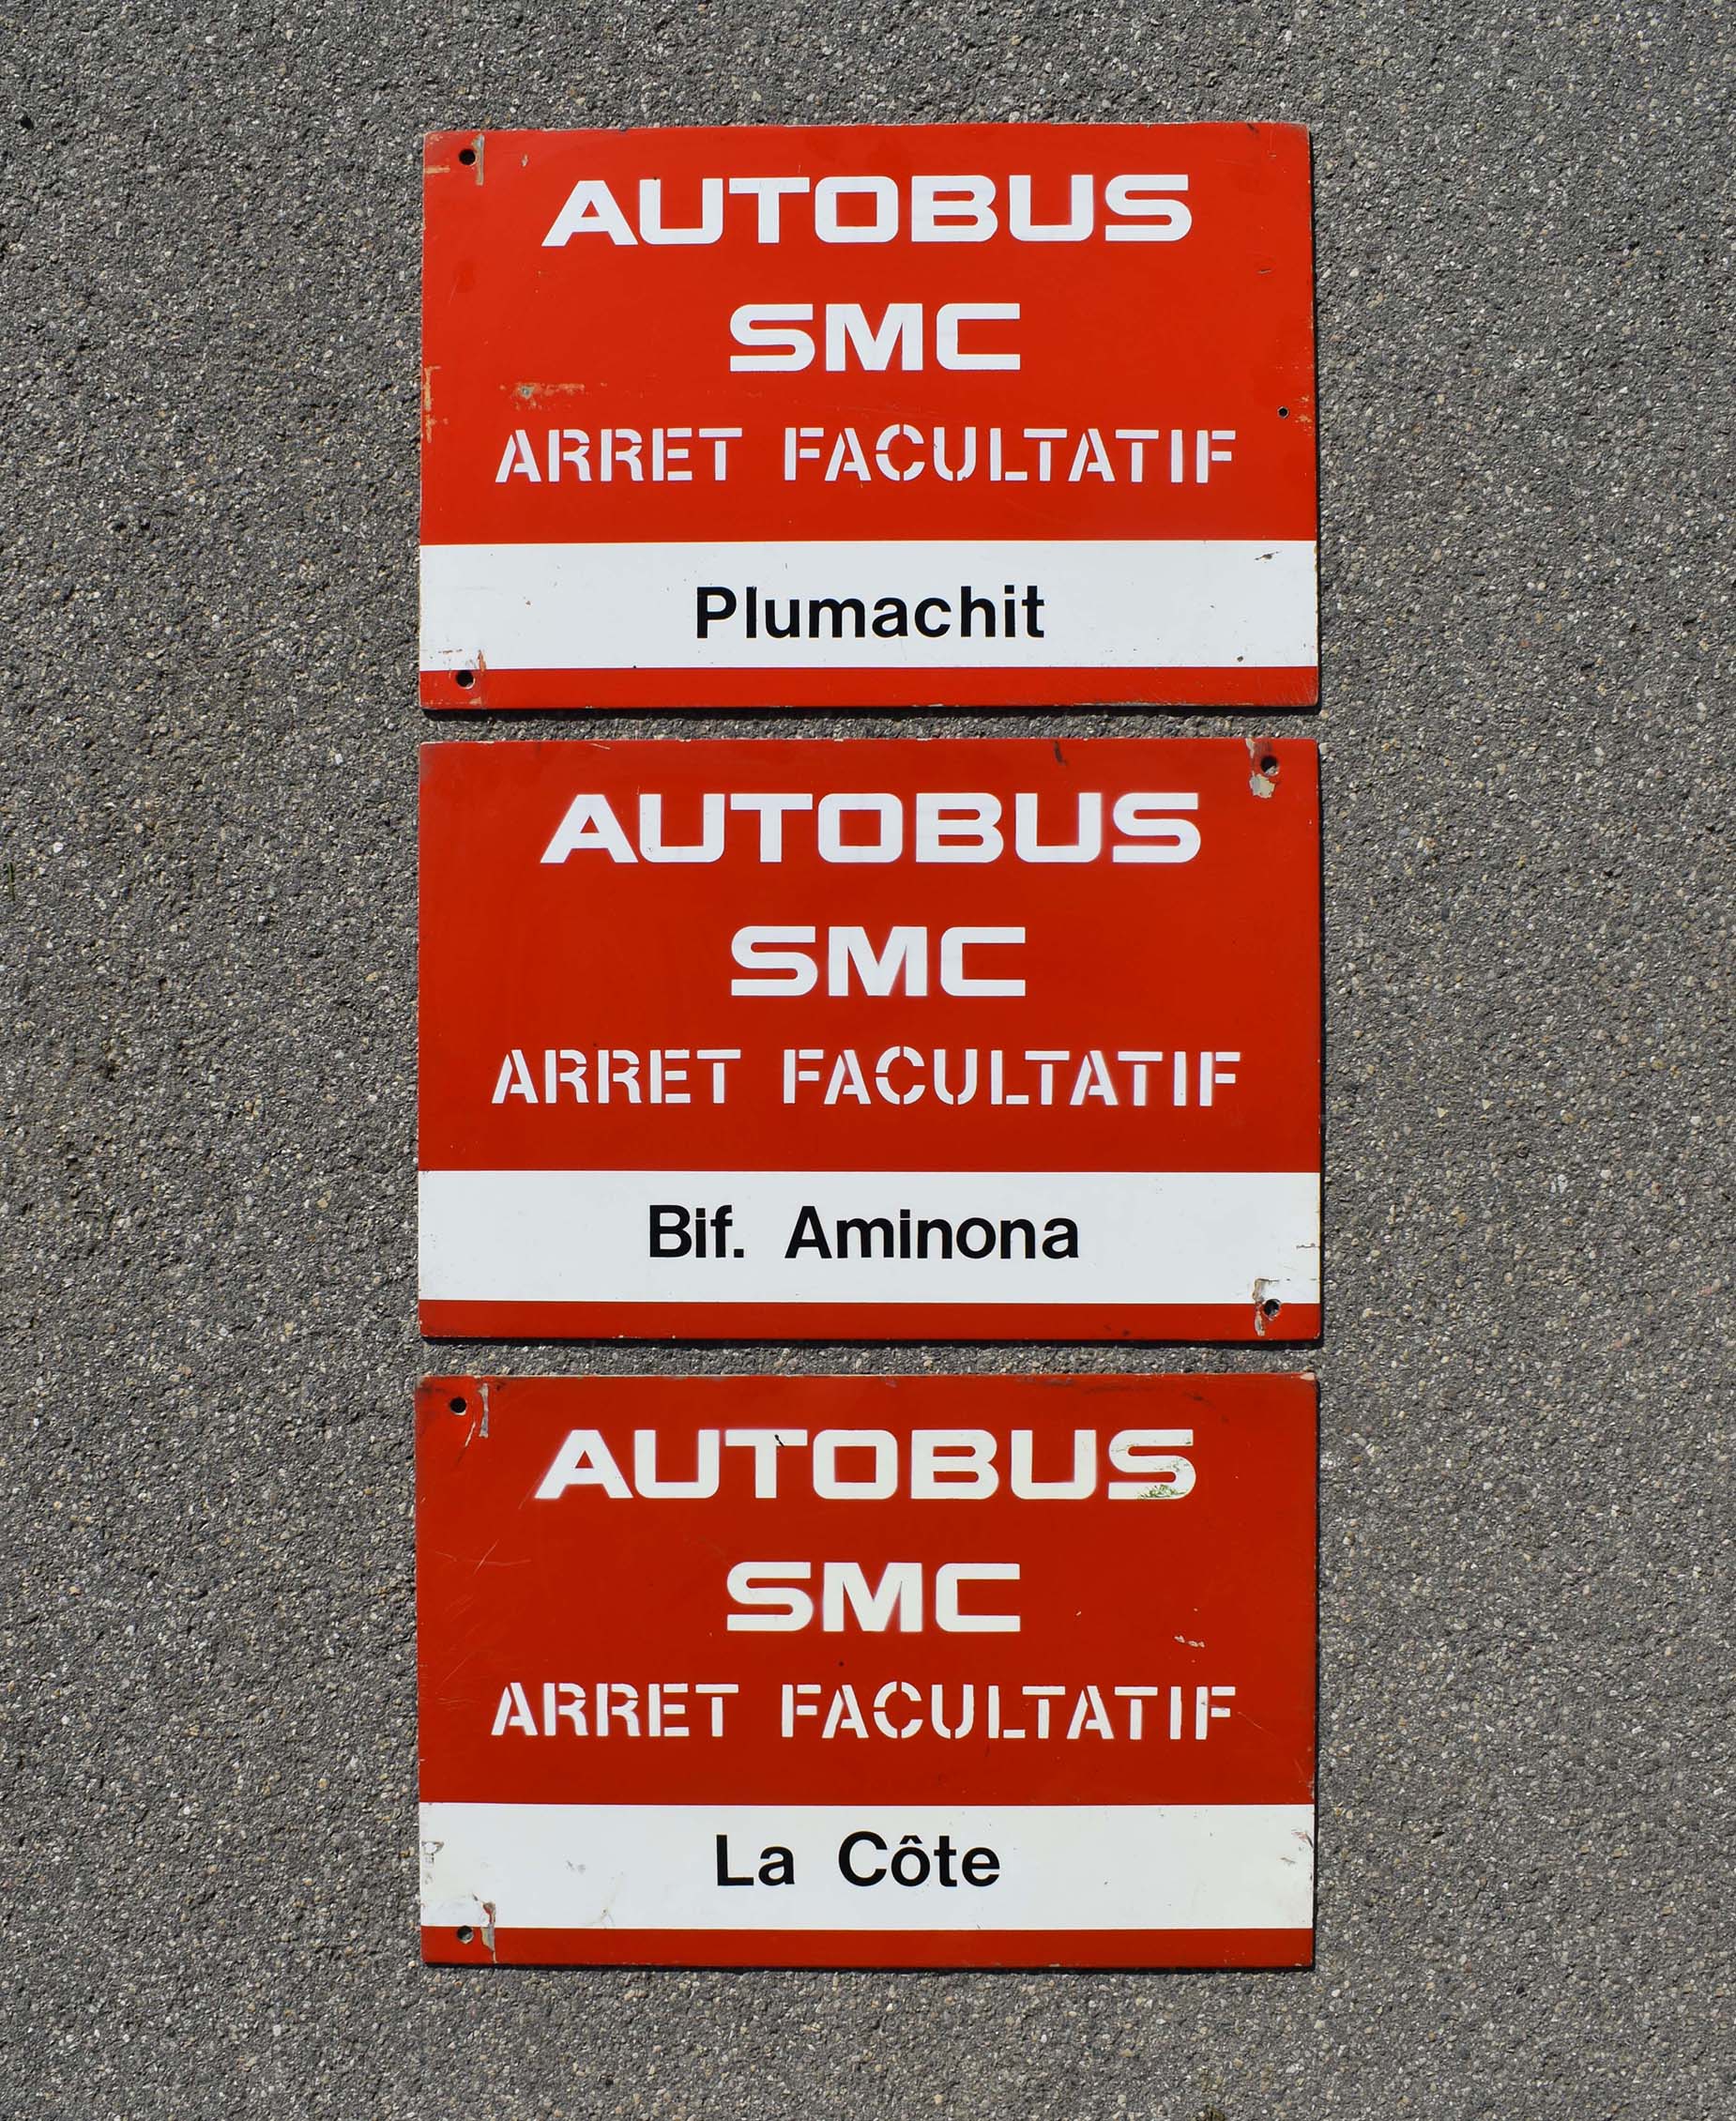 AUTOBUS
SMC
ARRET FACULTATIF
Plumachit
AUTOBUS
SMC
ARRET FACULTATIF
Bif. Aminona
AUTOBUS
SMC
ARRET FACULTATIF
La Côte